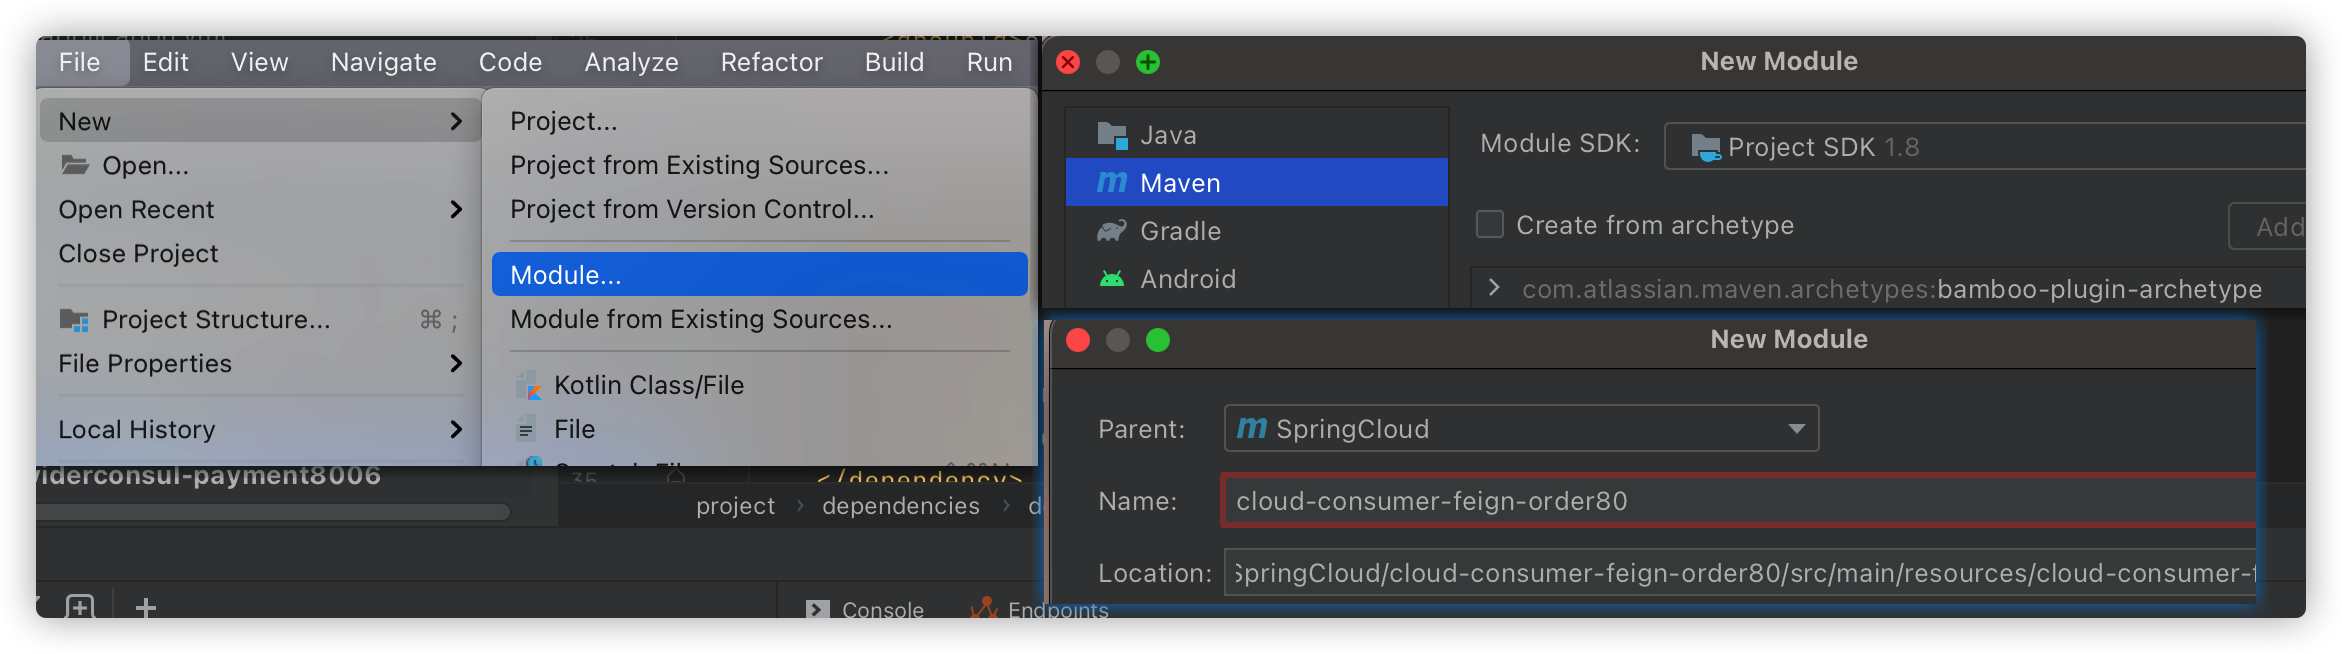 File Edit View Navigate Code Analyze Refactor Build Run
New
Open...
Open Recent
Close Project
Project Structure... ⌘ ;
File Properties
Local History
Project...
Project from Existing Sources...
Project from Version Control...
Module...
Module from Existing Sources...
Kotlin Class/File
File
viderconsul-payment8006
35
</dependency>
project > dependencies >
Console Endpoints
New Module
Java
Maven
Gradle
Android
Module SDK: Project SDK 1.8
Create from archetype
Add
com.atlassian.maven.archetypes:bamboo-plugin-archetype
New Module
Parent: SpringCloud
Name: cloud-consumer-feign-order80
Location: SpringCloud/cloud-consumer-feign-order80/src/main/resources/cloud-consumer-f